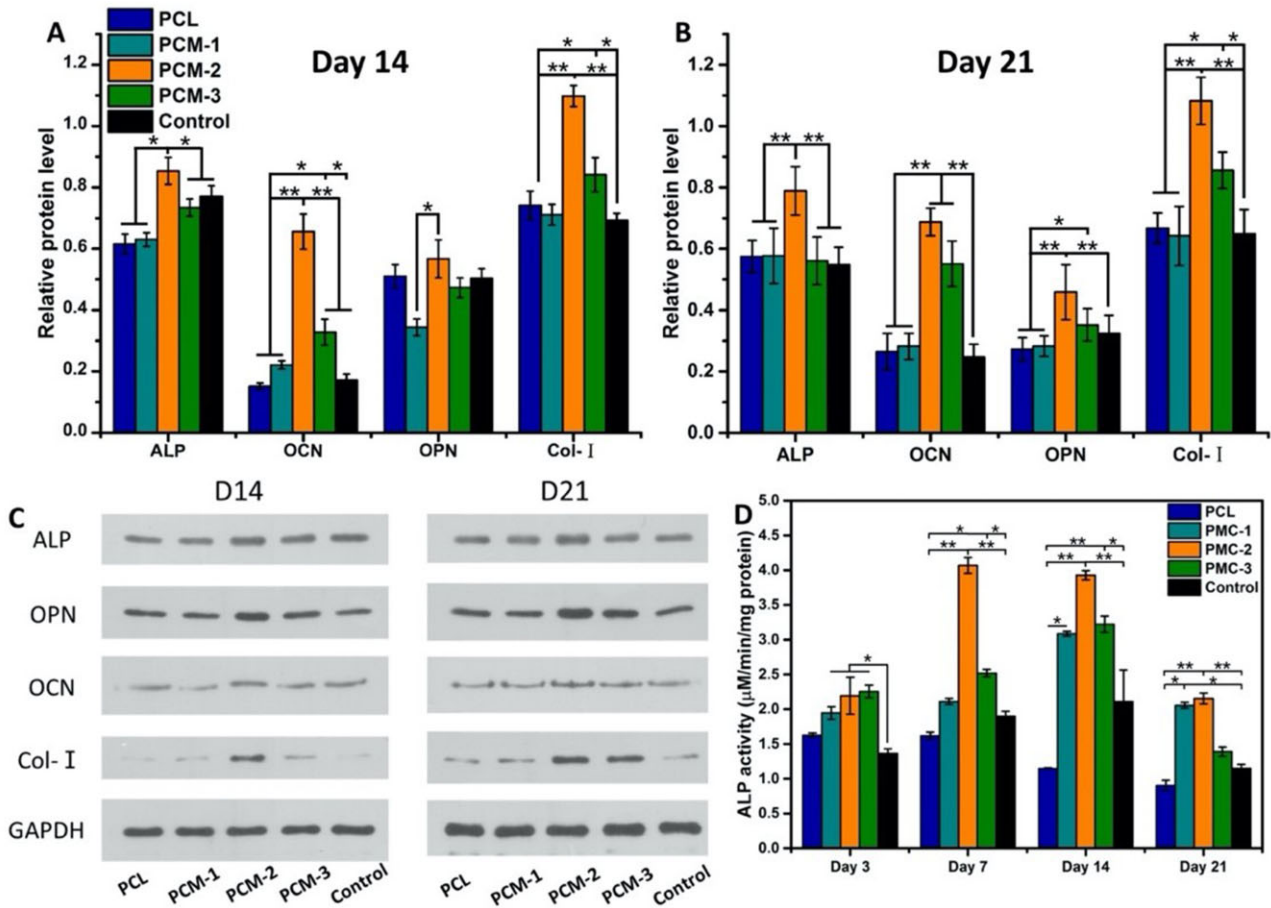 A
PCL
PCM-1
PCM-2
PCM-3
Control
Day 14
Relative protein level
1.2
1.0
0.8
0.6
0.4
0.2
0.0
* *
* *
** **
*
* *
** **
ALP OCN OPN Col-Ⅰ
B
Day 21
Relative protein level
1.2
1.0
0.8
0.6
0.4
0.2
0.0
** **
** **
*
** **
* *
** **
ALP OCN OPN Col-Ⅰ
C
D14 D21
ALP
OPN
OCN
Col-Ⅰ
GAPDH
PCL PCM-1 PCM-2 PCM-3 Control
PCL PCM-1 PCM-2 PCM-3 Control
D
PCL
PMC-1
PMC-2
PMC-3
Control
ALP activity (μM/min/mg protein)
5.0
4.5
4.0
3.5
3.0
2.5
2.0
1.5
1.0
0.5
0.0
*
* *
** **
** *
** **
*
** **
* *
Day 3 Day 7 Day 14 Day 21